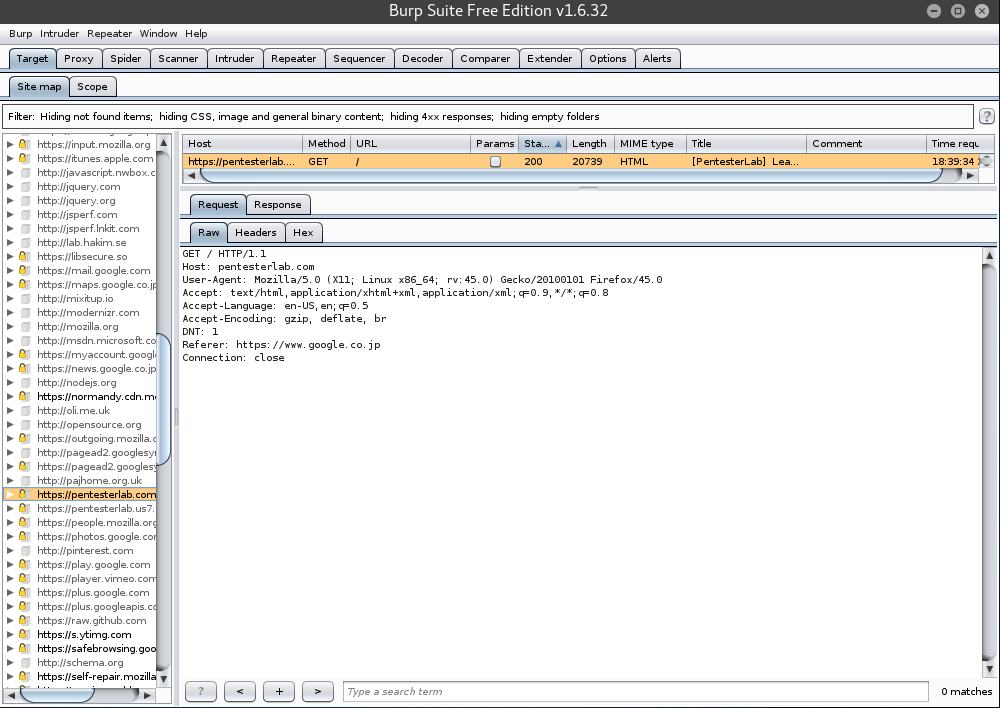 Burp Suite Free Edition v1.6.32
Burp Intruder Repeater Window Help
Target Proxy Spider Scanner Intruder Repeater Sequencer Decoder Comparer Extender Options Alerts
Site map Scope
Filter: Hiding not found items; hiding CSS, image and general binary content; hiding 4xx responses; hiding empty folders
?
https://input.mozilla.org
https://itunes.apple.com
http://javascript.nwbox.c
http://jquery.com
http://jquery.org
http://jsperf.com
http://jsperf.lnkit.com
http://lab.hakim.se
https://libsecure.so
https://mail.google.com
https://maps.google.co.jp
http://mixitup.io
http://modernizr.com
http://mozilla.org
http://msdn.microsoft.co
https://myaccount.google
https://news.google.co.jp
http://nodejs.org
https://normandy.cdn.mo
http://oli.me.uk
http://opensource.org
https://outgoing.mozilla.o
http://pagead2.googlesyn
https://pagead2.googlesy
http://pajhome.org.uk
https://pentesterlab.com
https://pentesterlab.us7.
https://people.mozilla.org
https://photos.google.com
http://pinterest.com
https://play.google.com
https://player.vimeo.com
https://plus.google.com
https://plus.googleapis.co
https://raw.github.com
https://s.ytimg.com
https://safebrowsing.goo
http://schema.org
https://self-repair.mozilla
Host Method URL Params Sta... Length MIME type Title Comment Time requ
https://pentesterlab.... GET / 200 20739 HTML [PentesterLab] Lea... 18:39:34
Request Response
Raw Headers Hex
GET / HTTP/1.1
Host: pentesterlab.com
User-Agent: Mozilla/5.0 (X11; Linux x86_64; rv:45.0) Gecko/20100101 Firefox/45.0
Accept: text/html,application/xhtml+xml,application/xml;q=0.9,*/*;q=0.8
Accept-Language: en-US,en;q=0.5
Accept-Encoding: gzip, deflate, br
DNT: 1
Referer: https://www.google.co.jp
Connection: close
? < + > Type a search term 0 matches